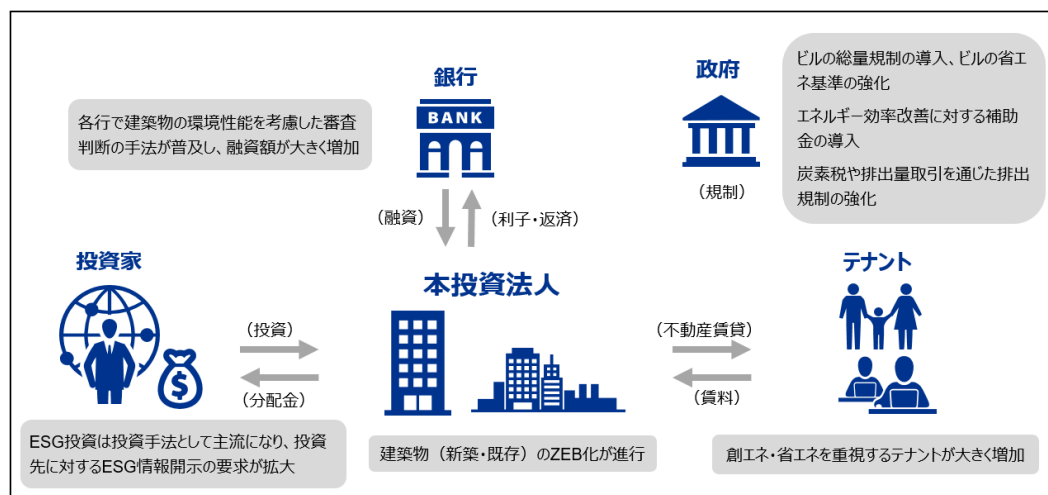 銀行
BANK
各行で建築物の環境性能を考慮した審査
判断の手法が普及し、融資額が大きく増加
政府
(規制)
ビルの総量規制の導入、ビルの省エ
ネ基準の強化
エネルギー効率改善に対する補助
金の導入
炭素税や排出量取引を通じた排出
規制の強化
(融資)
(利子・返済)
投資家
$
(投資)
(分配金)
ESG投資は投資手法として主流になり、投資
先に対するESG情報開示の要求が拡大
本投資法人
建築物（新築・既存）のZEB化が進行
(不動産賃貸)
(賃料)
テナント
創エネ・省エネを重視するテナントが大きく増加